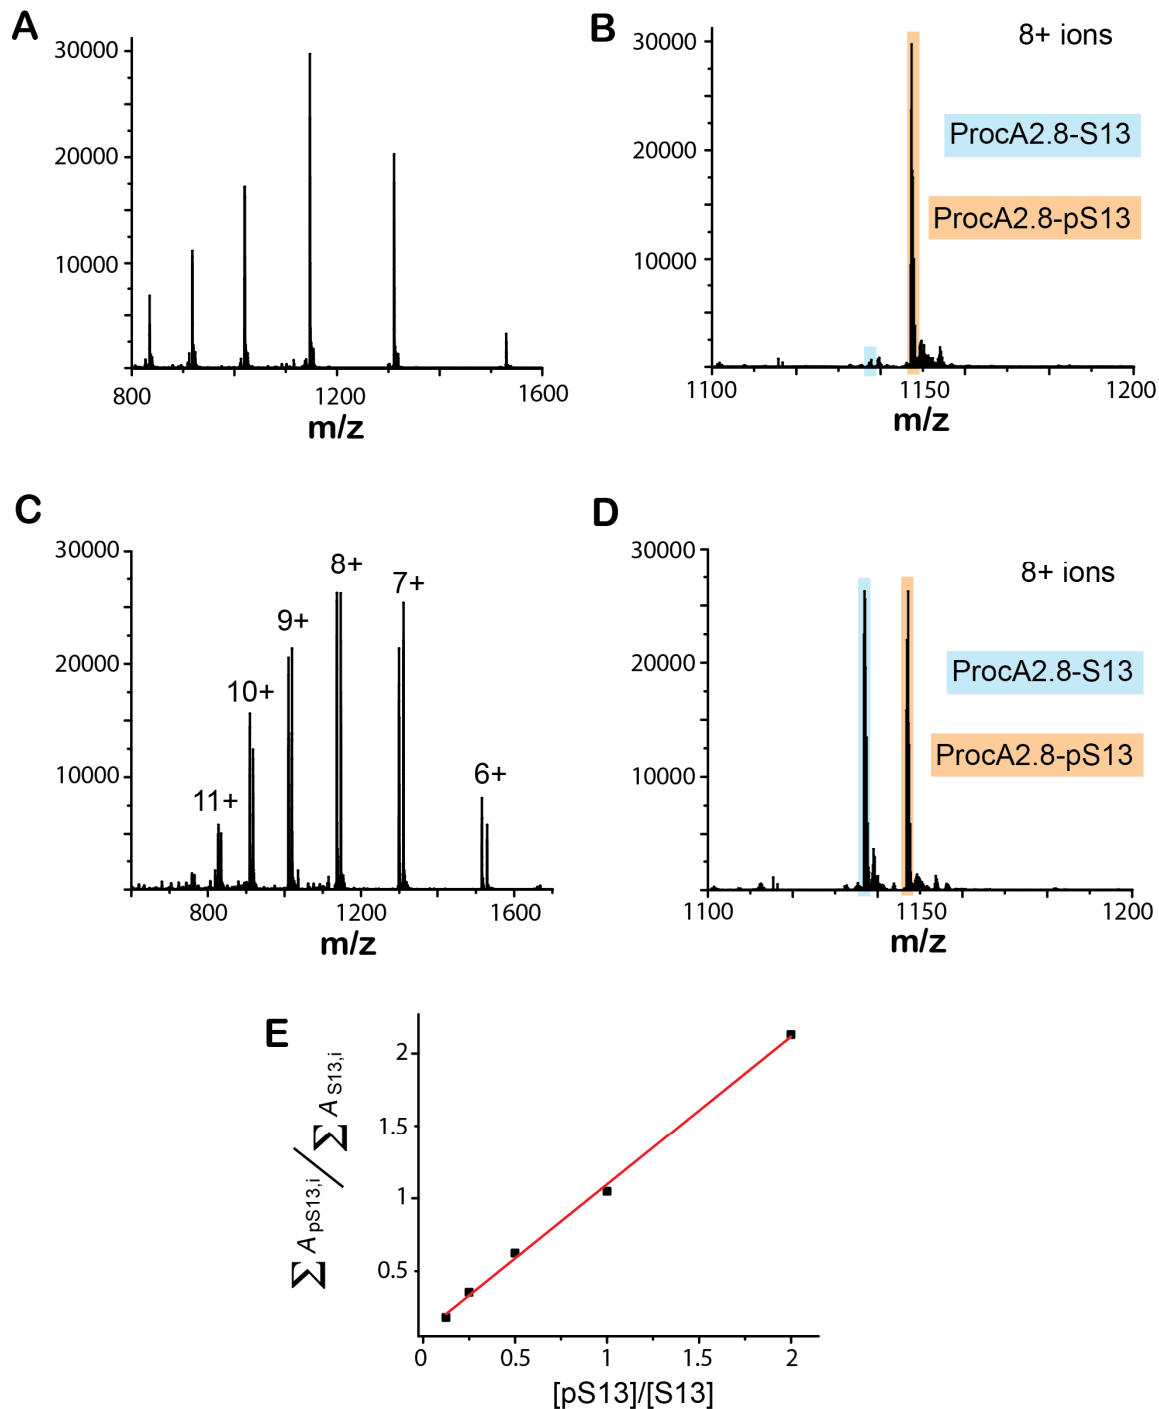 A
30000
20000
10000
800
1200
1600
m/z
B
8+ ions
30000
20000
10000
ProcA2.8-S13
ProcA2.8-pS13
1100
1150
1200
m/z
C
30000
20000
10000
11+
10+
9+
8+
7+
6+
800
1200
1600
m/z
D
8+ ions
30000
20000
10000
ProcA2.8-S13
ProcA2.8-pS13
1100
1150
1200
m/z
E
∑ A pS13,i / ∑ A S13,i
2
1.5
1
0.5
0
0.5
1
1.5
2
[pS13]/[S13]